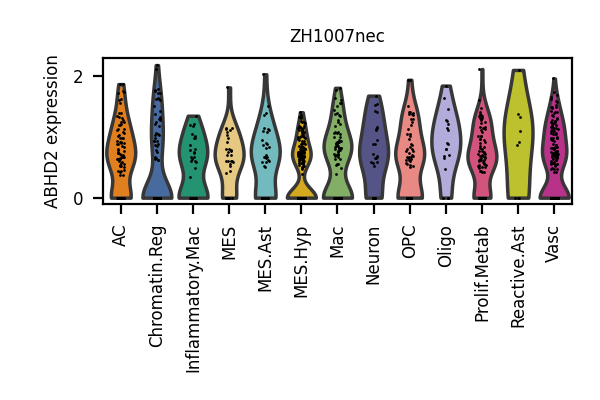 ZH1007nec
ABHD2 expression
2
0
AC
Chromatin.Reg
Inflammatory.Mac
MES
MES.Ast
MES.Hyp
Mac
Neuron
OPC
Oligo
Prolif.Metab
Reactive.Ast
Vasc